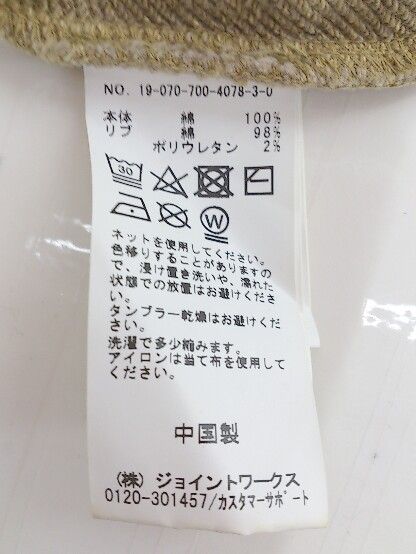 NO. 19-070-700-4078-3-0
本体 綿 100%
リブ 綿 98%
ポリウレタン 2%
30
W
ネットを使用してください。
色移りすることがありますの
で、浸け置き洗いや、濡れた
状態での放置はお避けくださ
い。
タンブラー乾燥はお避けくだ
さい。
洗濯で多少縮みます。
アイロンは当て布を使用して
ください。
中国製
(株) ジョイントワークス
0120-301457/カスタマーサポート